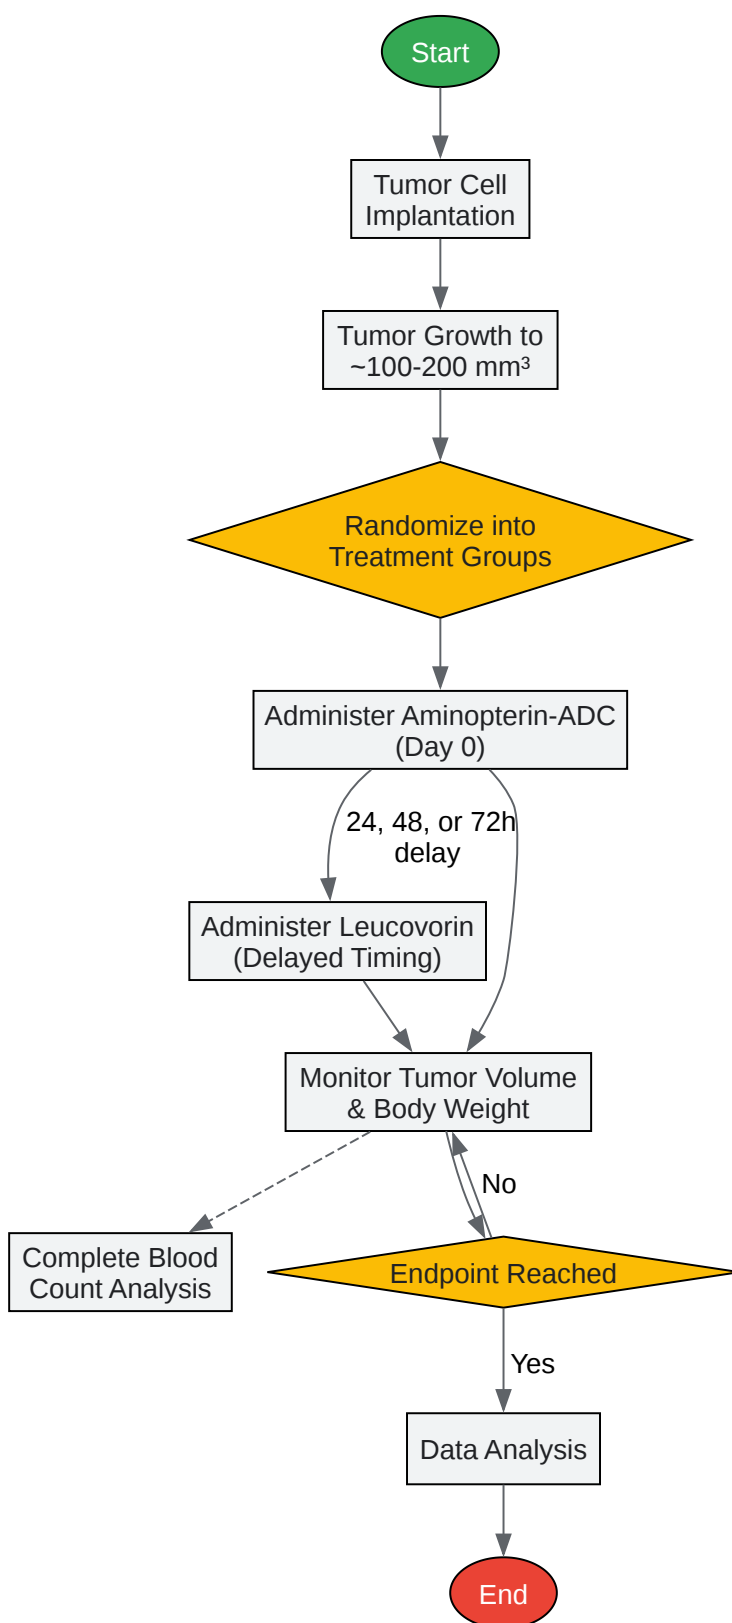 Start
Tumor Cell
Implantation
Tumor Growth to
~100-200 mm³
Randomize into
Treatment Groups
Administer Aminopterin-ADC
(Day 0)
24, 48, or 72h
delay
Administer Leucovorin
(Delayed Timing)
Monitor Tumor Volume
& Body Weight
No
Complete Blood
Count Analysis
Endpoint Reached
Yes
Data Analysis
End